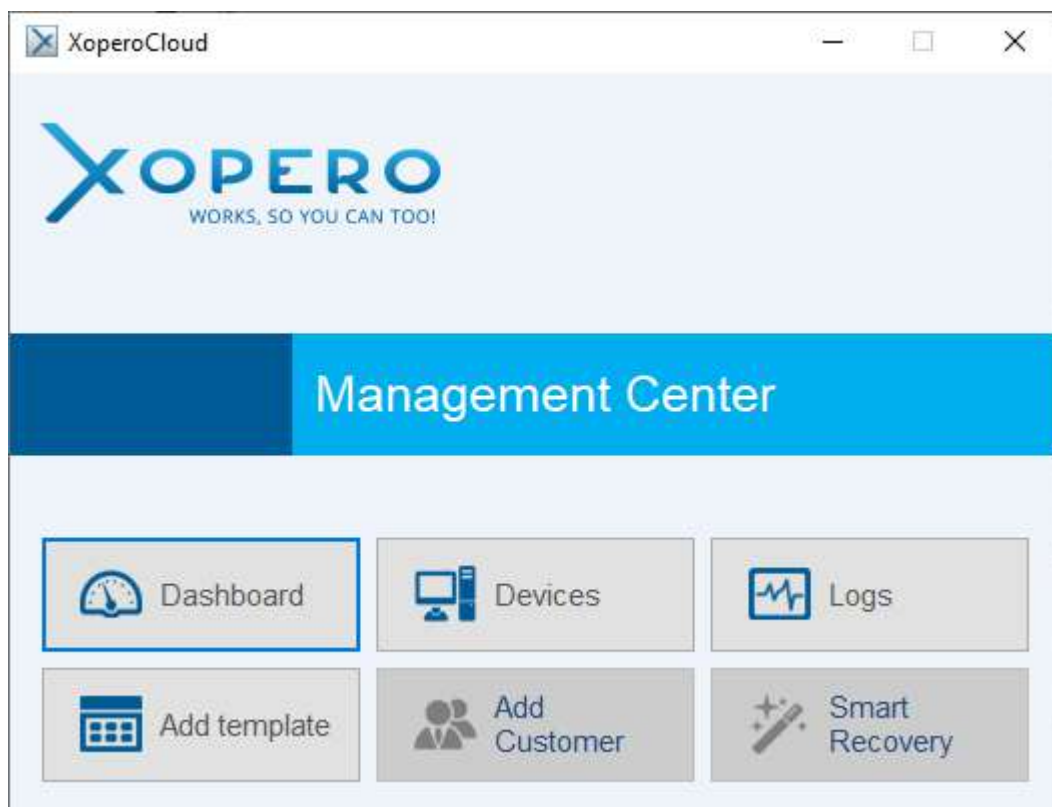 XoperoCloud
XOPERO
WORKS, SO YOU CAN TOO!
Management Center
Dashboard
Devices
Logs
Add template
Add
Customer
Smart
Recovery